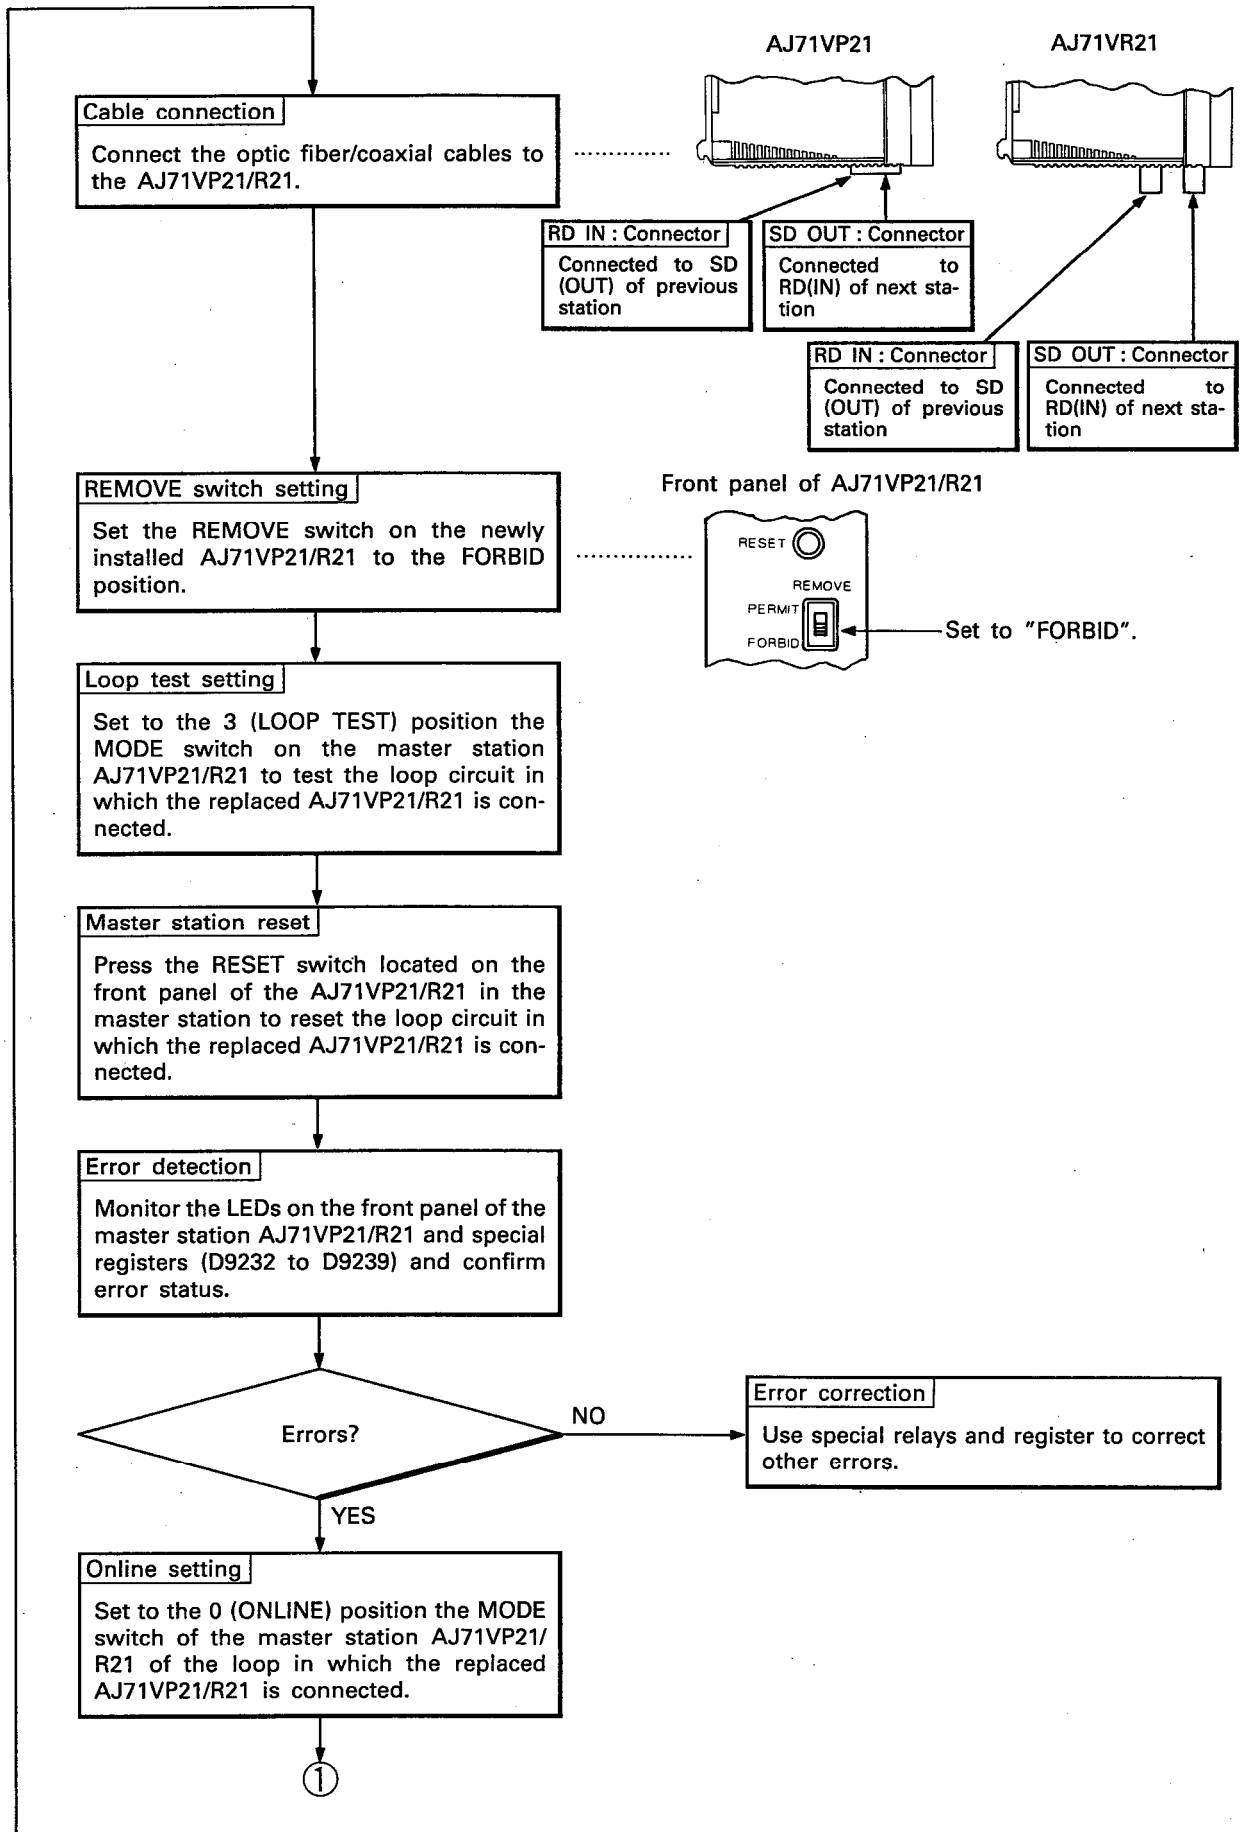 AJ71VP21
AJ71VR21
Cable connection
Connect the optic fiber/coaxial cables to
the AJ71VP21/R21.
RD IN : Connector
Connected to SD
(OUT) of previous
station
SD OUT : Connector
Connected to
RD(IN) of next sta-
tion
RD IN : Connector
Connected to SD
(OUT) of previous
station
SD OUT : Connector
Connected to
RD(IN) of next sta-
tion
REMOVE switch setting
Set the REMOVE switch on the newly
installed AJ71VP21/R21 to the FORBID
position.
Front panel of AJ71VP21/R21
RESET
REMOVE
PERMIT
FORBID
Set to "FORBID".
Loop test setting
Set to the 3 (LOOP TEST) position the
MODE switch on the master station
AJ71VP21/R21 to test the loop circuit in
which the replaced AJ71VP21/R21 is con-
nected.
Master station reset
Press the RESET switch located on the
front panel of the AJ71VP21/R21 in the
master station to reset the loop circuit in
which the replaced AJ71VP21/R21 is con-
nected.
Error detection
Monitor the LEDs on the front panel of the
master station AJ71VP21/R21 and special
registers (D9232 to D9239) and confirm
error status.
Errors?
NO
Error correction
Use special relays and register to correct
other errors.
YES
Online setting
Set to the 0 (ONLINE) position the MODE
switch of the master station AJ71VP21/
R21 of the loop in which the replaced
AJ71VP21/R21 is connected.
1